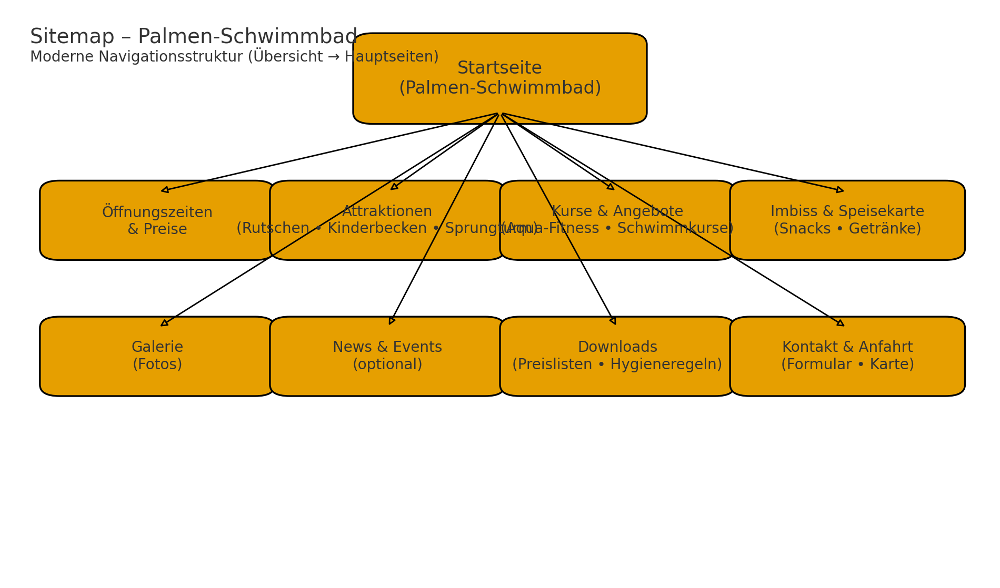 Sitemap – Palmen-Schwimmbad
Moderne Navigationsstruktur (Übersicht → Hauptseiten)
Startseite
(Palmen-Schwimmbad)
Öffnungszeiten
& Preise
Attraktionen
(Rutschen • Kinderbecken • Sprungturm)
Kurse & Angebote
(Aqua-Fitness • Schwimmkurse)
Imbiss & Speisekarte
(Snacks • Getränke)
Galerie
(Fotos)
News & Events
(optional)
Downloads
(Preislisten • Hygieneregeln)
Kontakt & Anfahrt
(Formular • Karte)